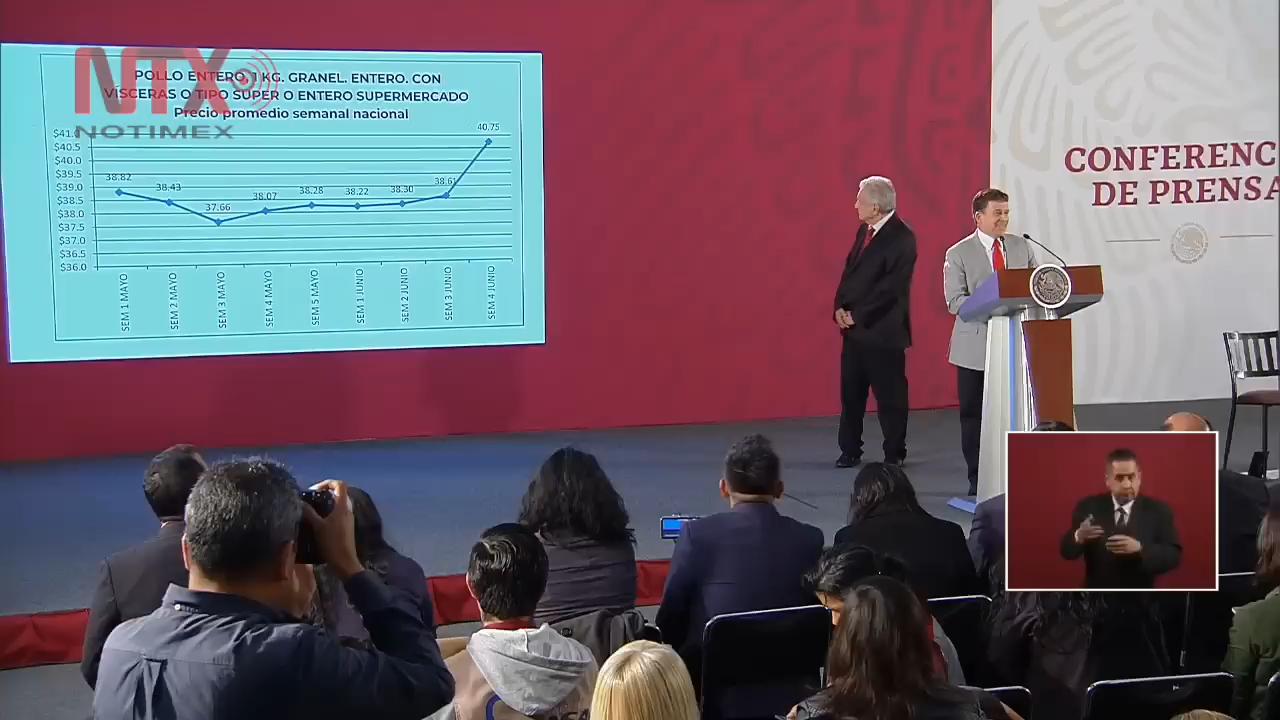 NTX
NOTIMEX
POLLO ENTERO, 1 KG. GRANEL. ENTERO. CON
VÍSCERAS O TIPO SUPER O ENTERO SUPERMERCADO
Precio promedio semanal nacional
$41.0
$40.5
$40.0
$39.5
$39.0
$38.5
$38.0
$37.5
$37.0
$36.5
$36.0
38.82
38.43
37.66
38.07
38.28
38.22
38.30
38.61
40.75
SEM 1 MAYO
SEM 2 MAYO
SEM 3 MAYO
SEM 4 MAYO
SEM 5 MAYO
SEM 1 JUNIO
SEM 2 JUNIO
SEM 3 JUNIO
SEM 4 JUNIO
CONFERENC
DE PRENSA